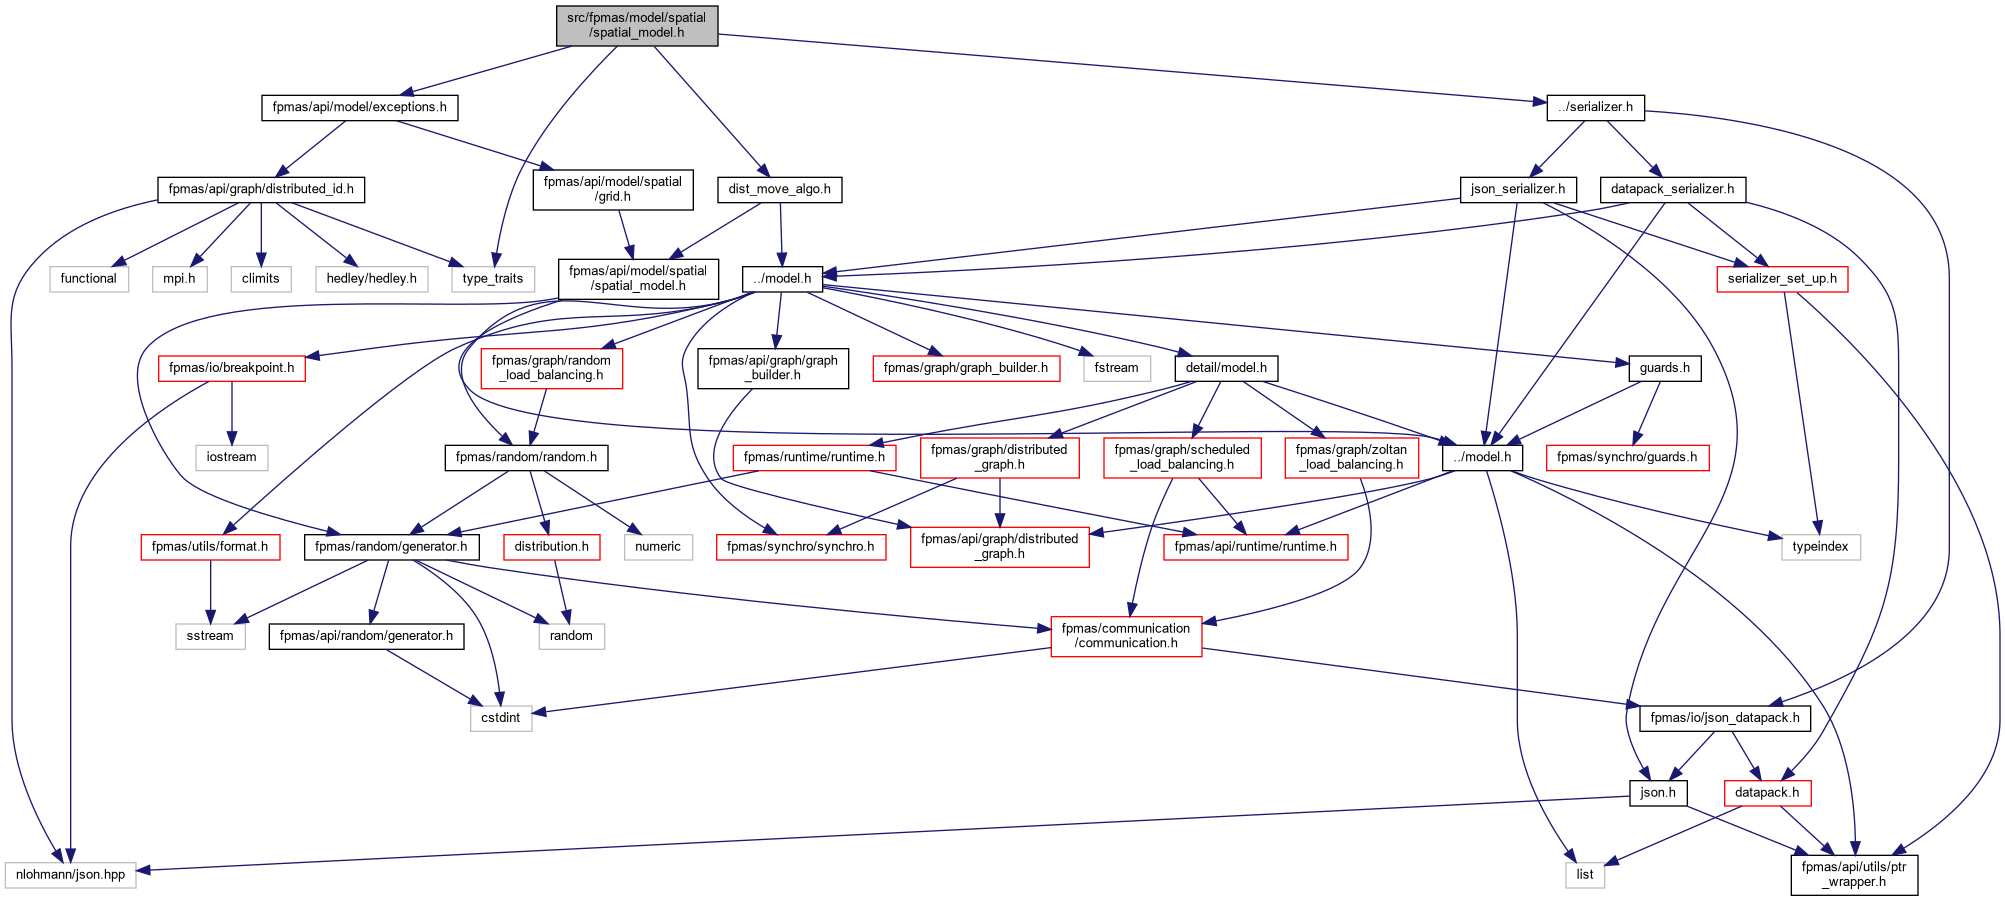 src/fpmas/model/spatial
/spatial_model.h
fpmas/api/model/exceptions.h
../serializer.h
fpmas/api/graph/distributed_id.h
fpmas/api/model/spatial
/grid.h
dist_move_algo.h
json_serializer.h
datapack_serializer.h
functional
mpi.h
climits
hedley/hedley.h
type_traits
fpmas/api/model/spatial
/spatial_model.h
../model.h
serializer_set_up.h
fpmas/io/breakpoint.h
fpmas/graph/random
_load_balancing.h
fpmas/api/graph/graph
_builder.h
fpmas/graph/graph_builder.h
fstream
detail/model.h
guards.h
iostream
fpmas/random/random.h
fpmas/runtime/runtime.h
fpmas/graph/distributed
_graph.h
fpmas/graph/scheduled
_load_balancing.h
fpmas/graph/zoltan
_load_balancing.h
../model.h
fpmas/synchro/guards.h
fpmas/utils/format.h
fpmas/random/generator.h
distribution.h
numeric
fpmas/synchro/synchro.h
fpmas/api/graph/distributed
_graph.h
fpmas/api/runtime/runtime.h
typeindex
sstream
fpmas/api/random/generator.h
random
fpmas/communication
/communication.h
cstdint
fpmas/io/json_datapack.h
json.h
datapack.h
nlohmann/json.hpp
list
fpmas/api/utils/ptr
_wrapper.h